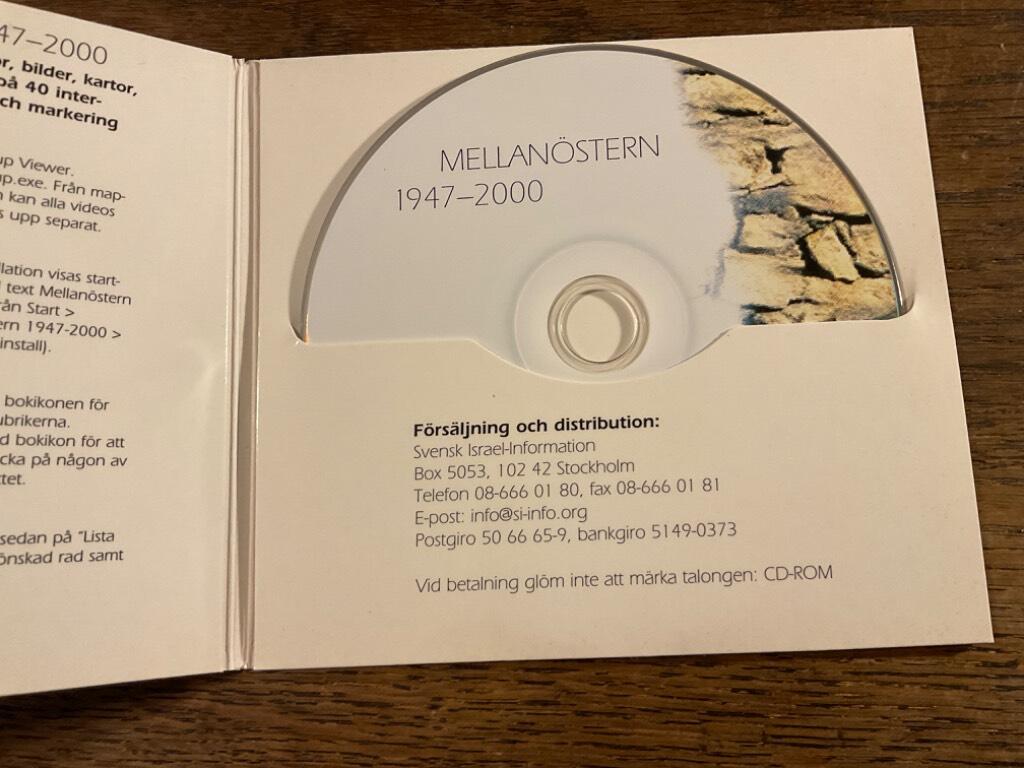 47–2000
r, bilder, kartor,
på 40 inter-
ch markering
up Viewer.
up.exe. Från map-
n kan alla videos
s upp separat.
llation visas start-
text Mellanöstern
rån Start >
ern 1947-2000 >
install).
bokikonen för
ubrikerna.
d bokikon för att
cka på någon av
tet.
sedan på "Lista
önskad rad samt
MELLANÖSTERN
1947–2000
Försäljning och distribution:
Svensk Israel-Information
Box 5053, 102 42 Stockholm
Telefon 08-666 01 80, fax 08-666 01 81
E-post: info@si-info.org
Postgiro 50 66 65-9, bankgiro 5149-0373
Vid betalning glöm inte att märka talongen: CD-ROM